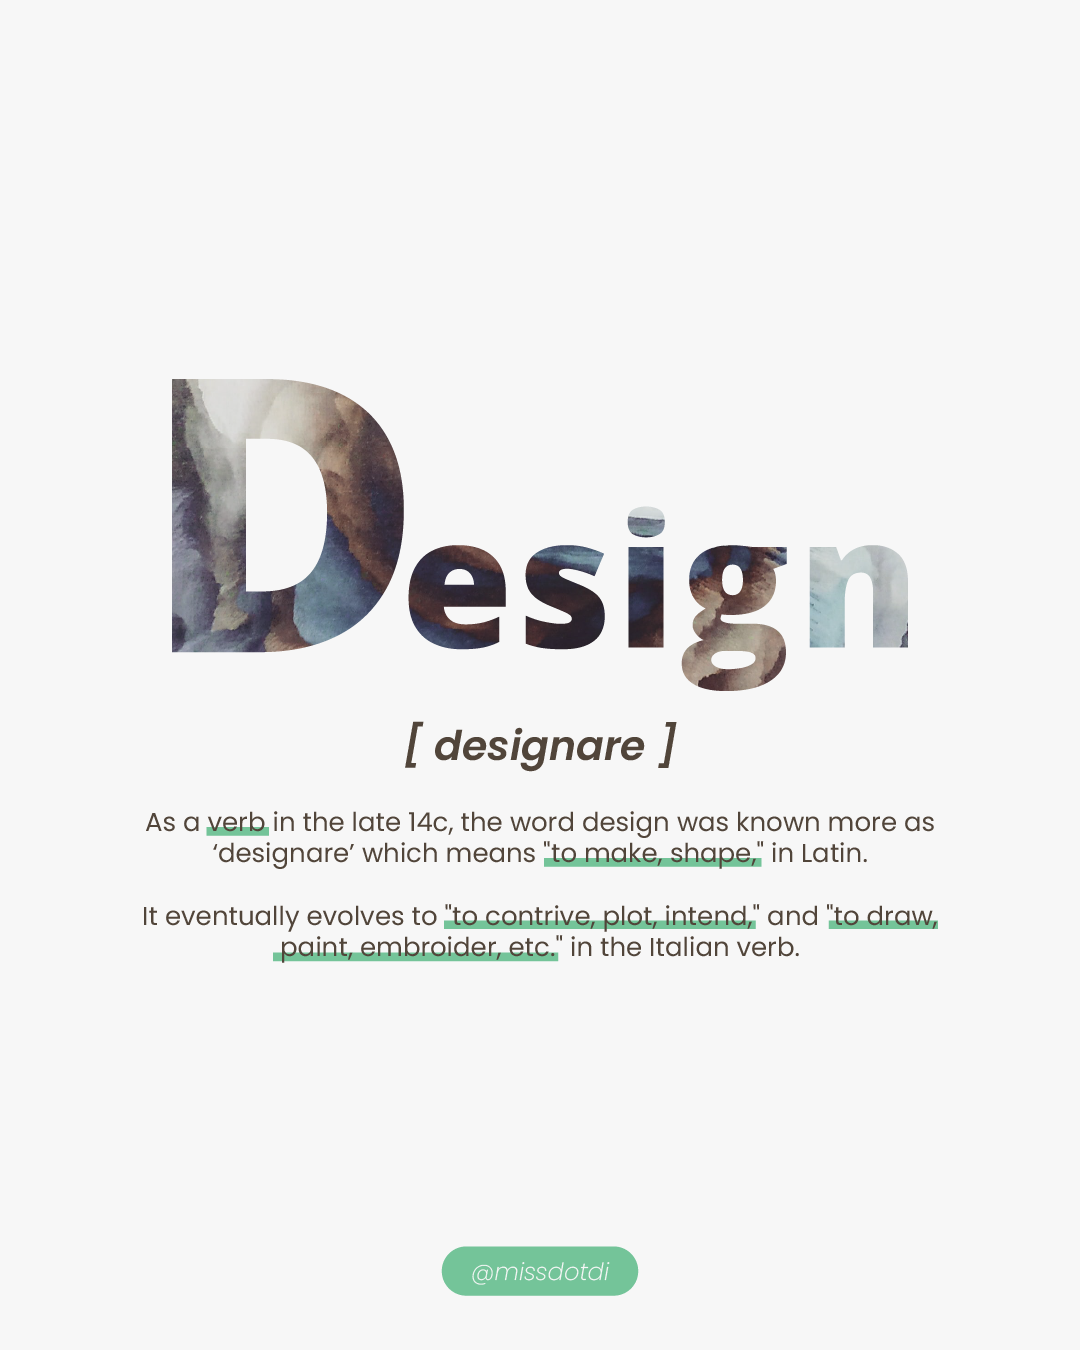 Design
[ designare ]
As a verb in the late 14c, the word design was known more as
‘designare’ which means "to make, shape," in Latin.
It eventually evolves to "to contrive, plot, intend," and "to draw,
paint, embroider, etc." in the Italian verb.
@missdotdi